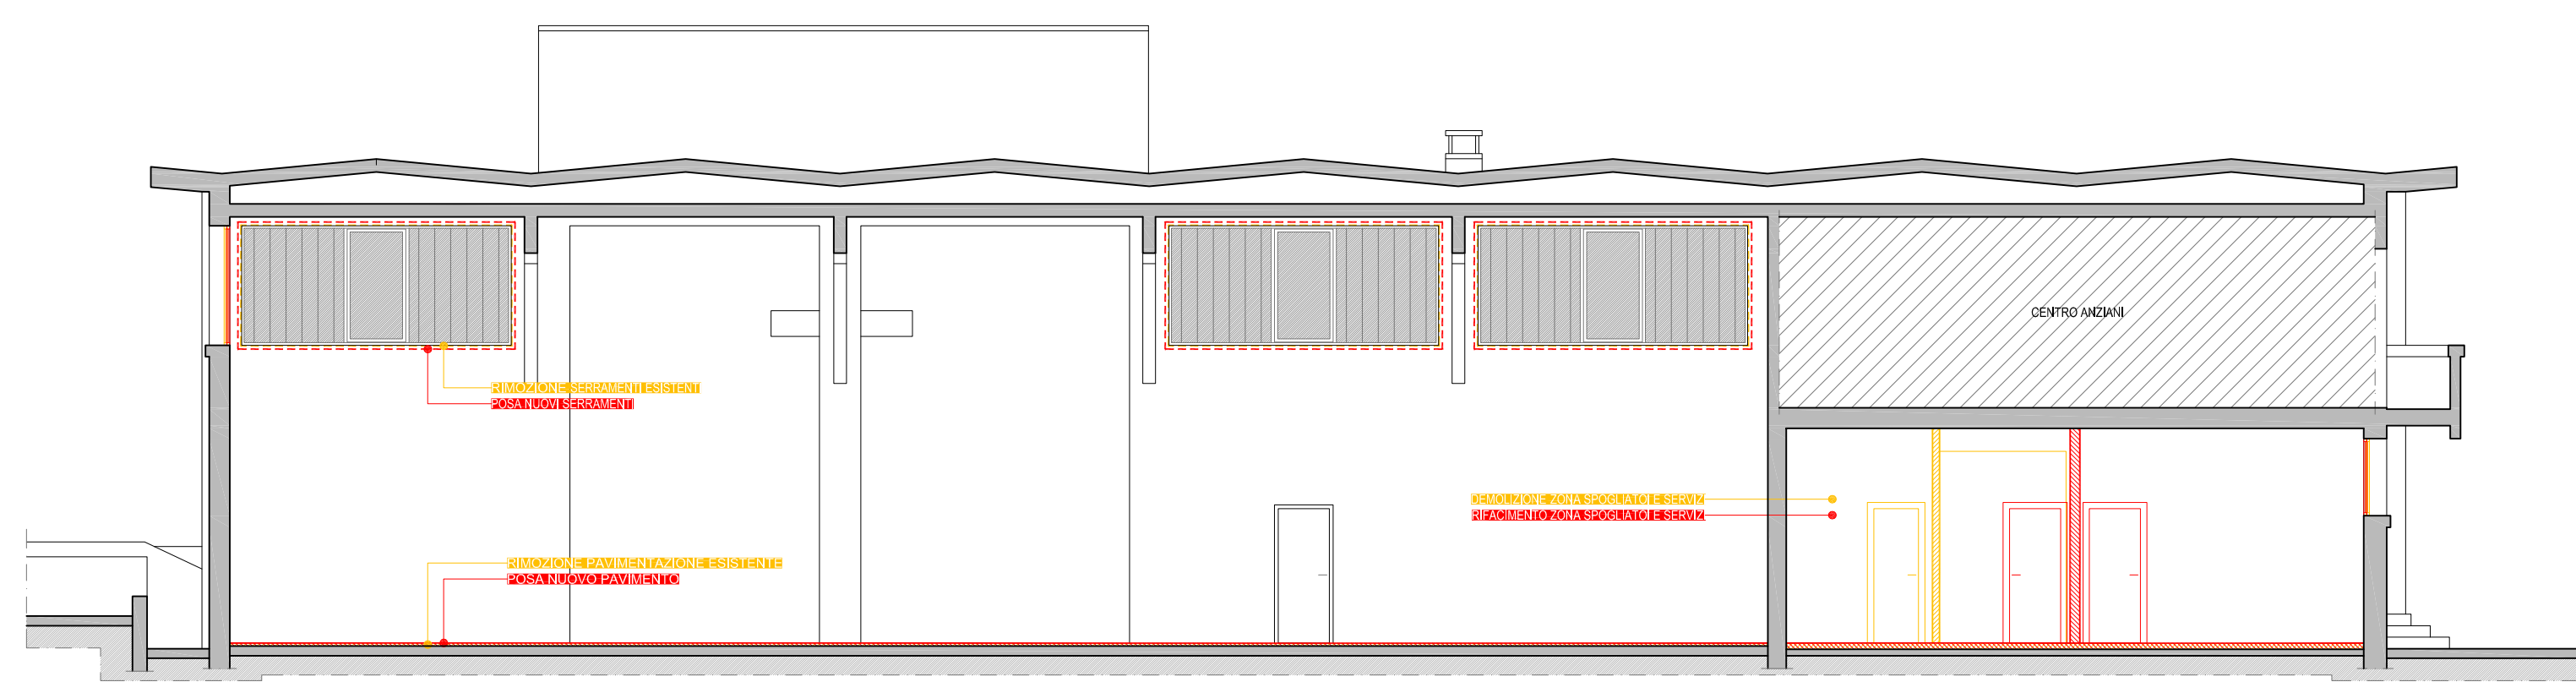 CENTRO ANZIANI
RIMOZIONE SERRAMENTI ESISTENTI
POSA NUOVI SERRAMENTI
DEMOLIZIONE ZONA SPOGLIATOI E SERVIZI
RIFACIMENTO ZONA SPOGLIATOI E SERVIZI
RIMOZIONE PAVIMENTAZIONE ESISTENTE
POSA NUOVO PAVIMENTO